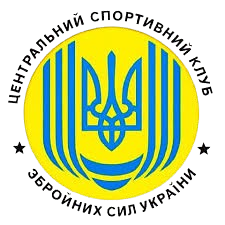 ЦЕНТРАЛЬНИЙ СПОРТИВНИЙ КЛУБ
ЗБРОЙНИХ СИЛ УКРАЇНИ